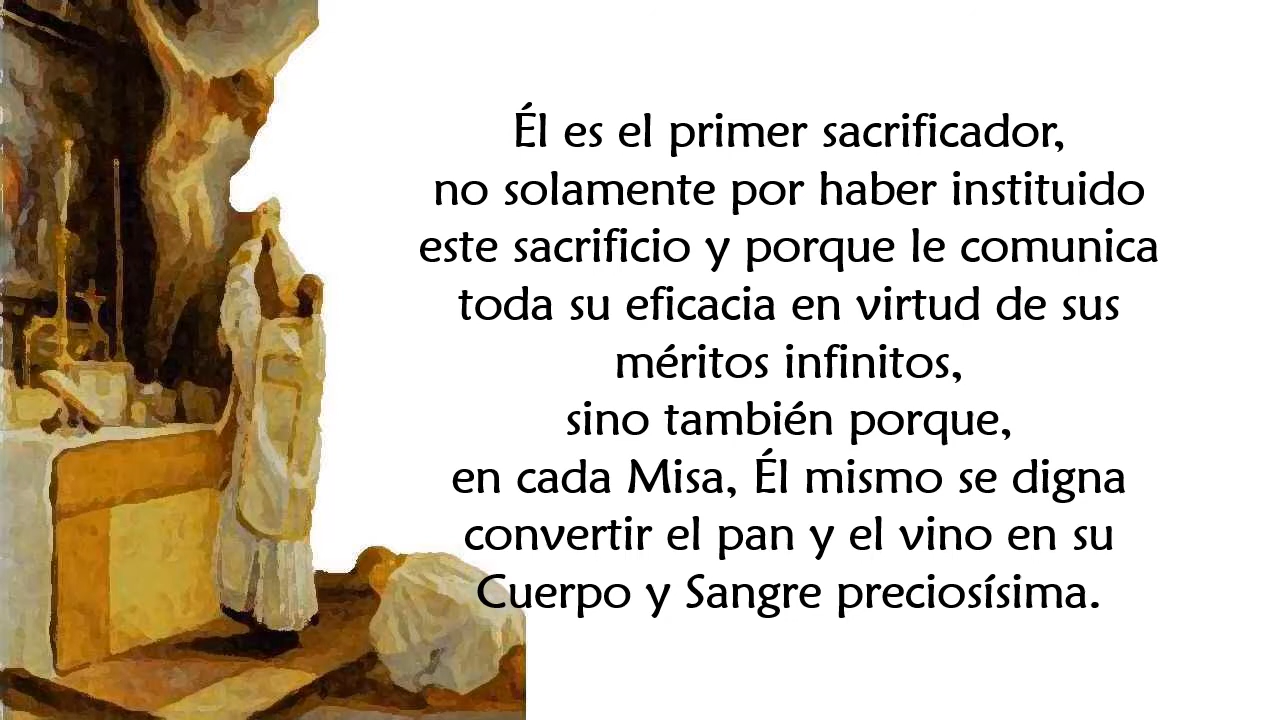 Él es el primer sacrificador,
no solamente por haber instituido
este sacrificio y porque le comunica
toda su eficacia en virtud de sus
méritos infinitos,
sino también porque,
en cada Misa, Él mismo se digna
convertir el pan y el vino en su
Cuerpo y Sangre preciosísima.